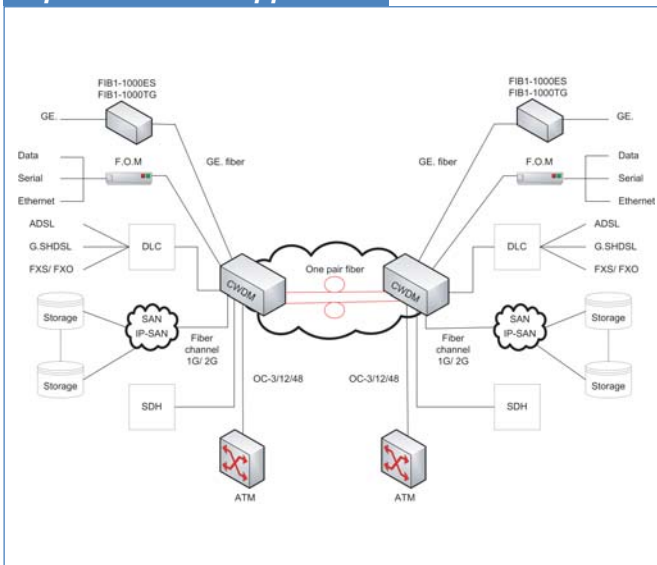 FIB1-1000ES
FIB1-1000TG
GE.
GE. fiber
Data
Serial
Ethernet
F.O.M
ADSL
G.SHDSL
FXS/ FXO
DLC
CWDM
One pair fiber
Storage
Storage
SAN
IP-SAN
Fiber
channel
1G/ 2G
OC-3/12/48
SDH
ATM
FIB1-1000ES
FIB1-1000TG
GE.
GE. fiber
F.O.M
Data
Serial
Ethernet
DLC
ADSL
G.SHDSL
FXS/ FXO
CWDM
Fiber
channel
1G/ 2G
SAN
IP-SAN
Storage
Storage
OC-3/12/48
SDH
ATM